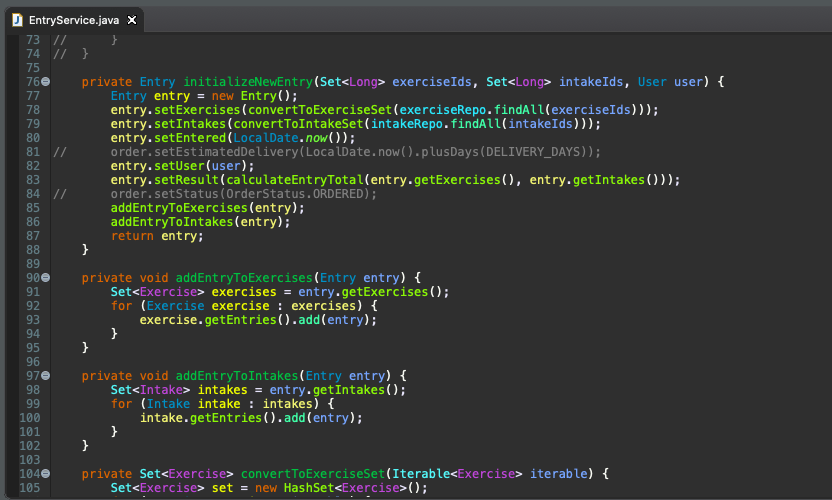 EntryService.java
73 //      }
74 //  }
75
76     private Entry initializeNewEntry(Set<Long> exerciseIds, Set<Long> intakeIds, User user) {
77         Entry entry = new Entry();
78         entry.setExercises(convertToExerciseSet(exerciseRepo.findAll(exerciseIds)));
79         entry.setIntakes(convertToIntakeSet(intakeRepo.findAll(intakeIds)));
80         entry.setEntered(LocalDate.now());
81 //      order.setEstimatedDelivery(LocalDate.now().plusDays(DELIVERY_DAYS));
82         entry.setUser(user);
83         entry.setResult(calculateEntryTotal(entry.getExercises(), entry.getIntakes()));
84 //      order.setStatus(OrderStatus.ORDERED);
85         addEntryToExercises(entry);
86         addEntryToIntakes(entry);
87         return entry;
88     }
89
90     private void addEntryToExercises(Entry entry) {
91         Set<Exercise> exercises = entry.getExercises();
92         for (Exercise exercise : exercises) {
93             exercise.getEntries().add(entry);
94         }
95     }
96
97     private void addEntryToIntakes(Entry entry) {
98         Set<Intake> intakes = entry.getIntakes();
99         for (Intake intake : intakes) {
100             intake.getEntries().add(entry);
101         }
102     }
103
104     private Set<Exercise> convertToExerciseSet(Iterable<Exercise> iterable) {
105         Set<Exercise> set = new HashSet<Exercise>();